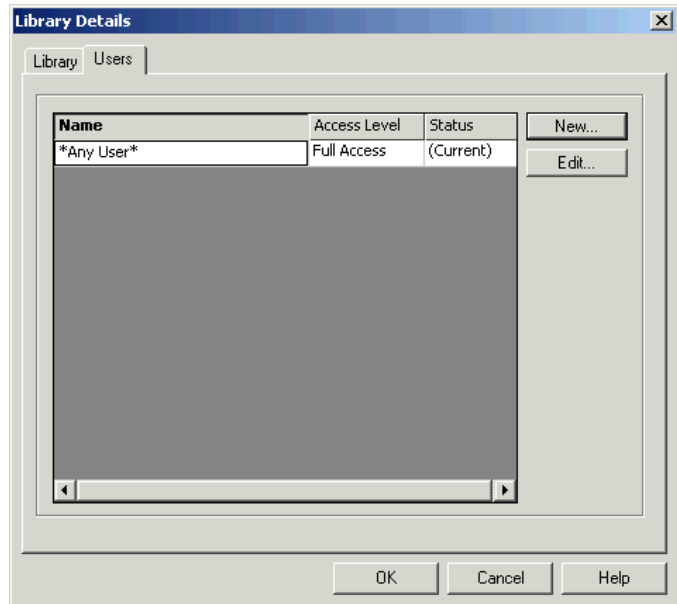 Library Details
Library Users
Name Access Level Status
*Any User* Full Access (Current)
New...
Edit...
OK Cancel Help